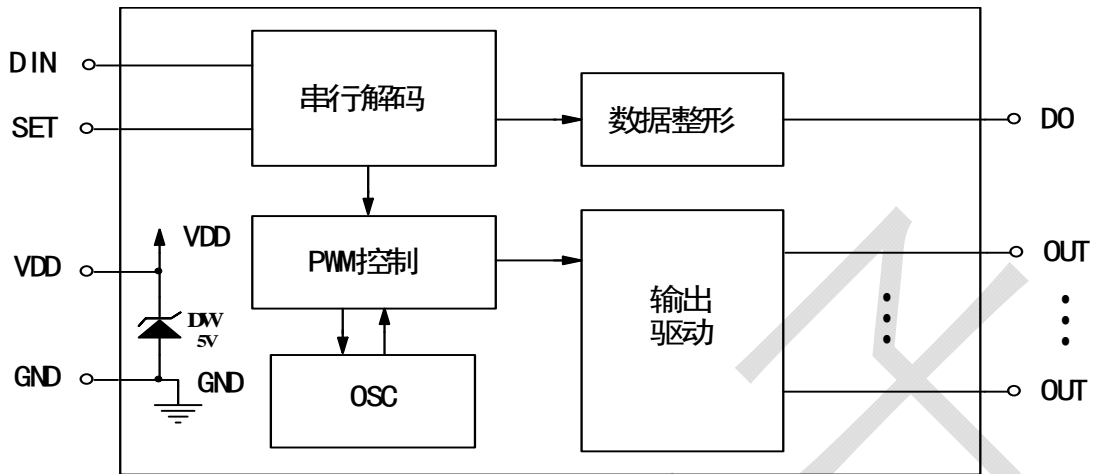 DIN
SET
串行解码
数据整形
DO
VDD
VDD
PWM控制
OUT
DW
5V
输出
驱动
GND
GND
OSC
OUT